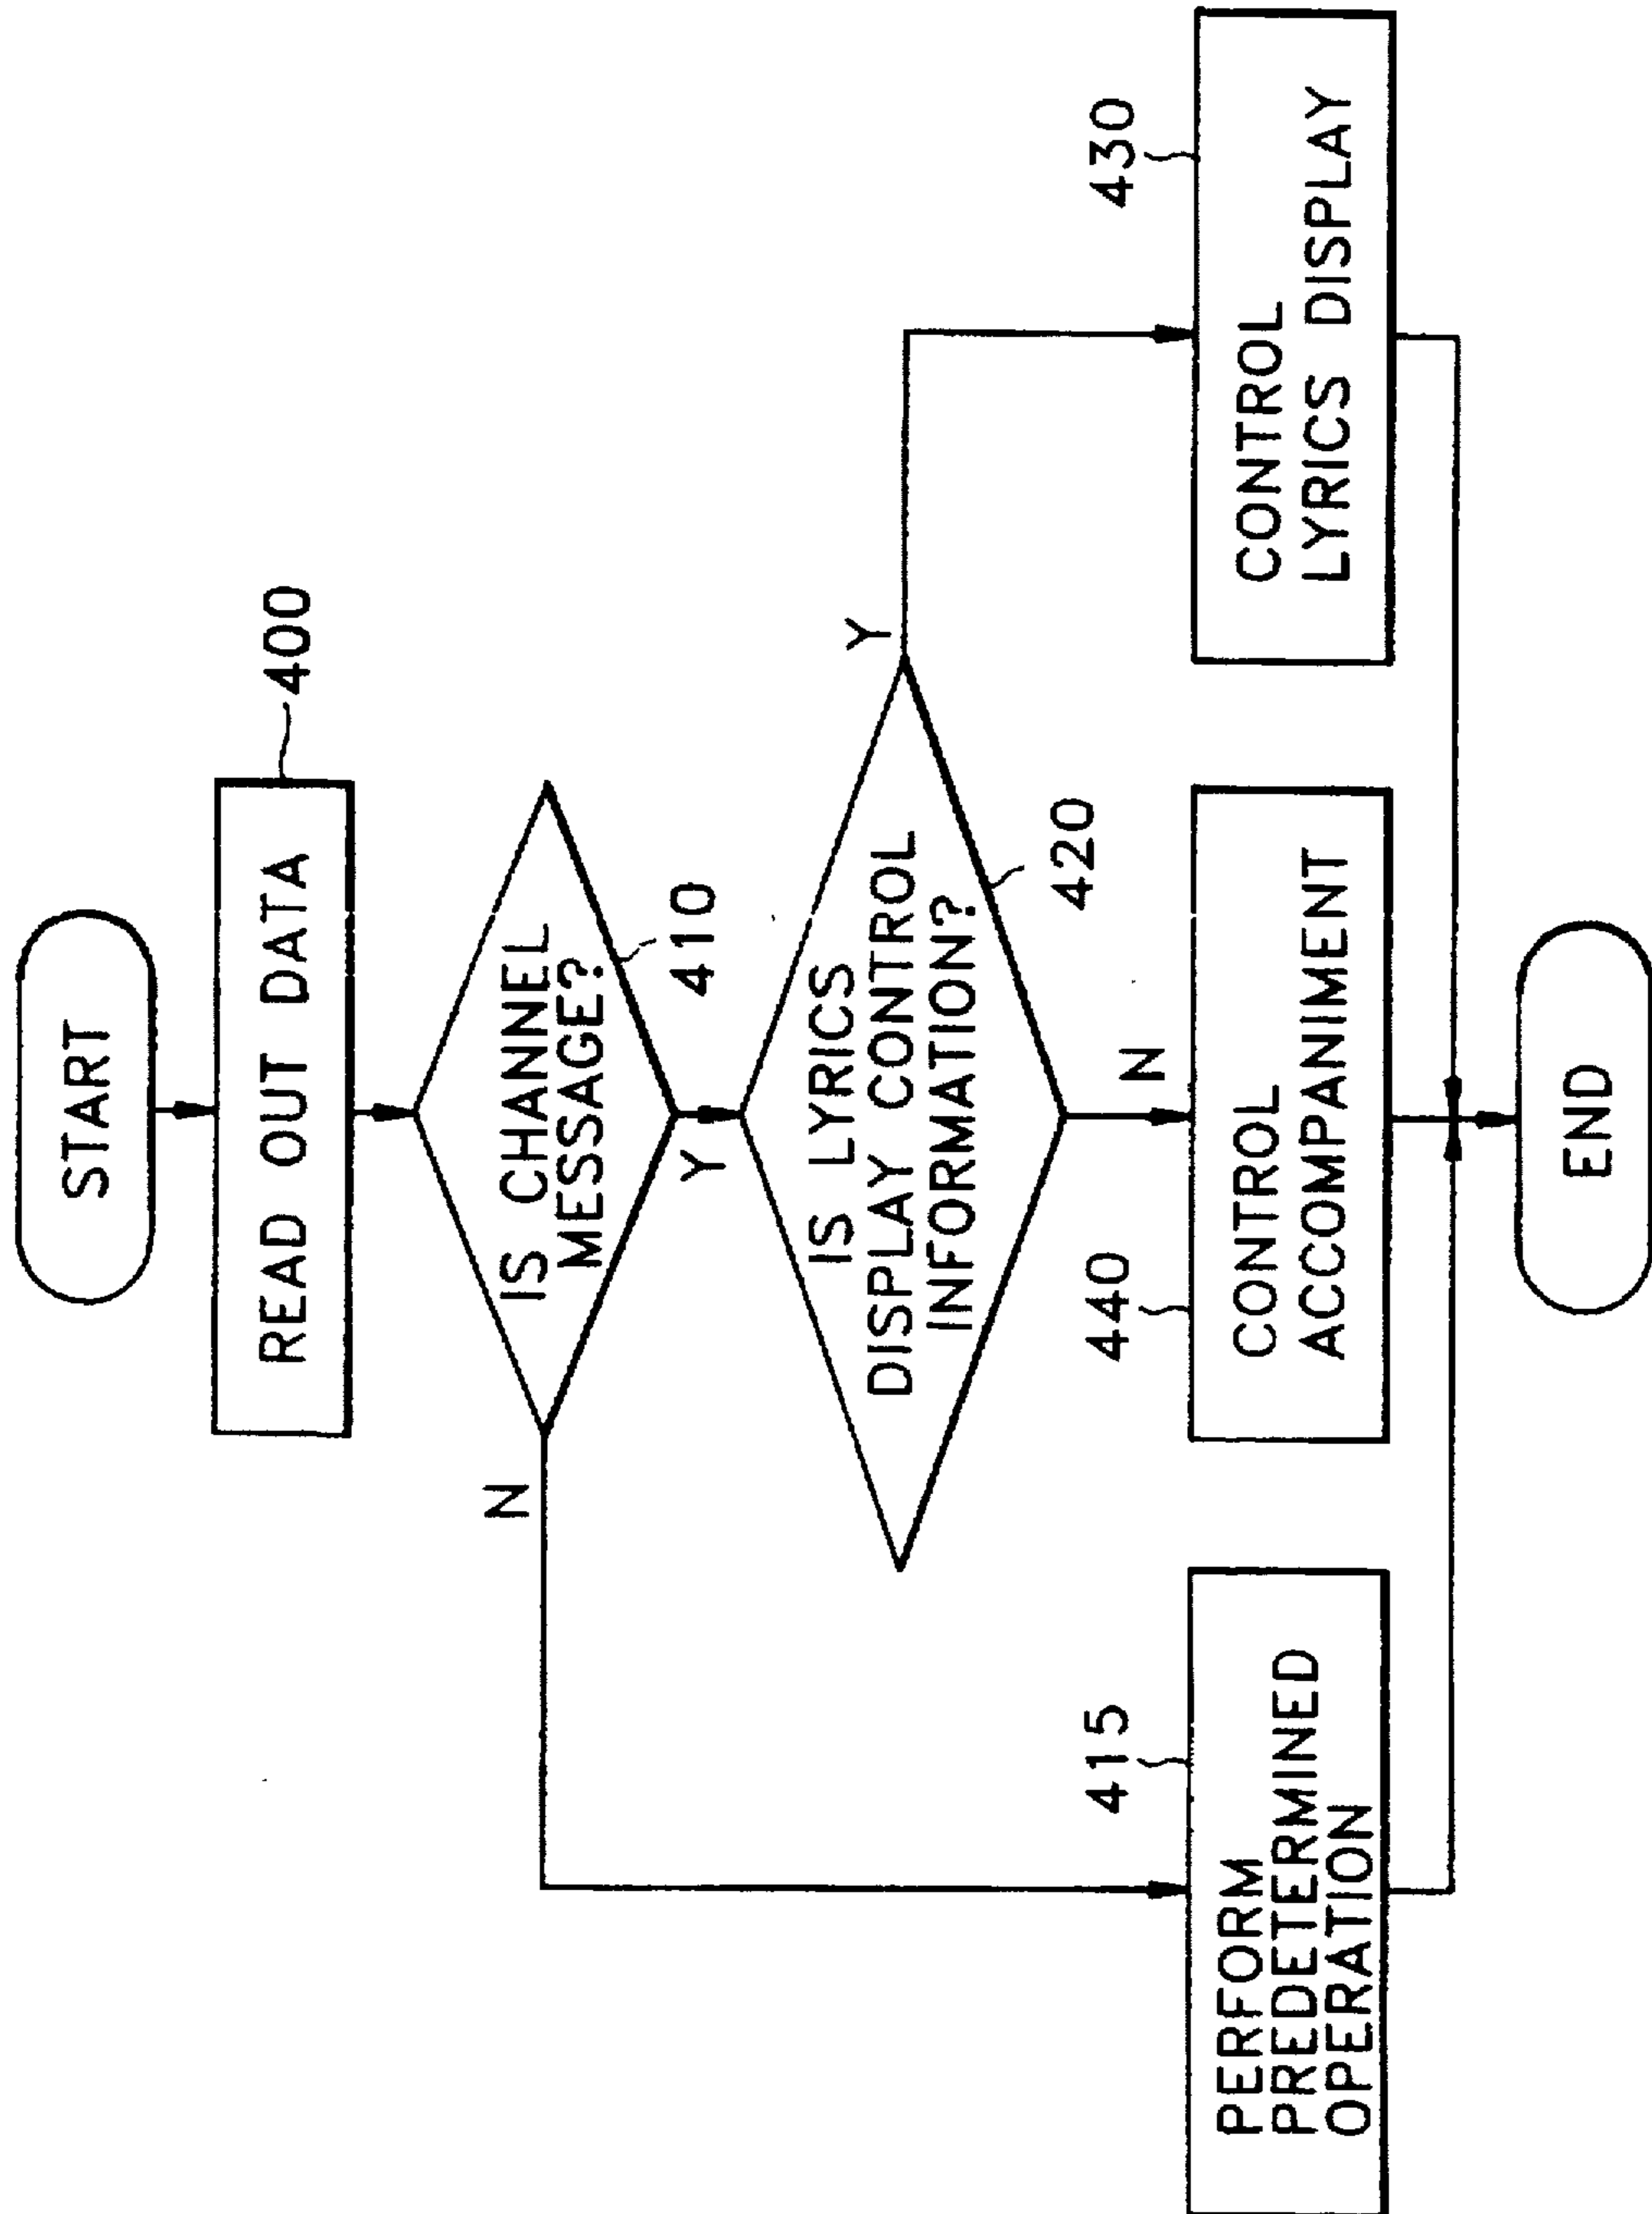 START
READ OUT DATA
400
IS CHANNEL
MESSAGE?
410
N
Y
IS LYRICS
DISPLAY CONTROL
INFORMATION?
420
Y
N
415
PERFORM
PREDETERMINED
OPERATION
440
CONTROL
ACCOMPANIMENT
430
CONTROL
LYRICS DISPLAY
END